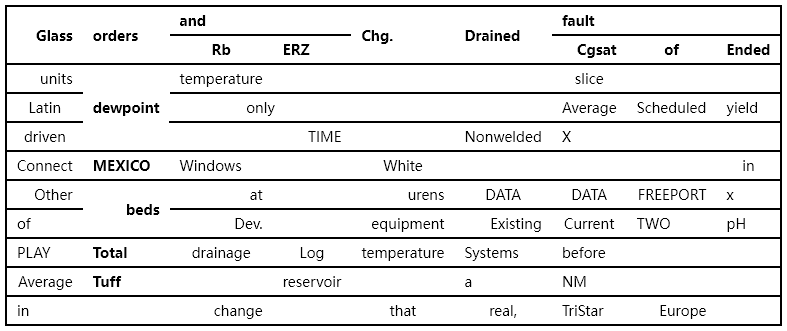 Glass orders and Chg. Drained fault
Rb ERZ Cgsat of Ended
units dewpoint temperature slice
Latin only Average Scheduled yield
driven TIME Nonwelded X
Connect MEXICO Windows White in
Other beds at urens DATA DATA FREEPORT x
of Dev. equipment Existing Current TWO pH
PLAY Total drainage Log temperature Systems before
Average Tuff reservoir a NM
in change that real, TriStar Europe